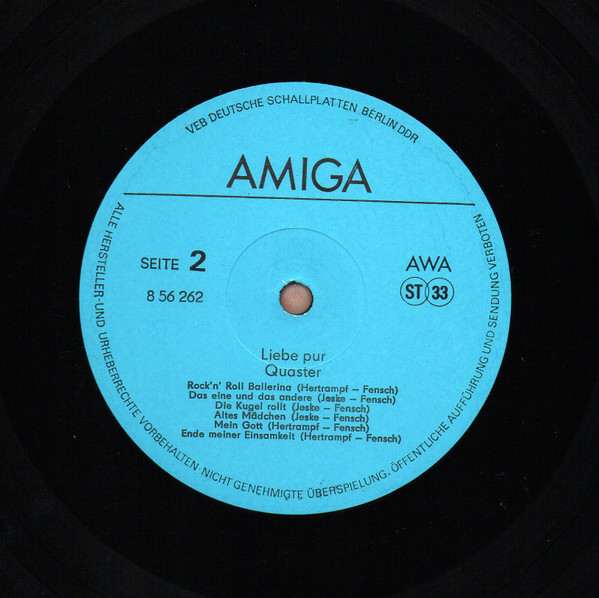 VEB DEUTSCHE SCHALLPLATTEN BERLIN DDR
AMIGA
SEITE 2
AWA
8 56 262
ST 33
Liebe pur
Quaster
Rock'n' Roll Ballerina (Hertrampf – Fensch)
Das eine und das andere (Jeske – Fensch)
Die Kugel rollt (Jeske – Fensch)
Altes Mädchen (Jeske – Fensch)
Mein Gott (Hertrampf – Fensch)
Ende meiner Einsamkeit (Hertrampf – Fensch)
ALLE HERSTELLER- UND URHEBERRECHTE VORBEHALTEN · NICHT GENEHMIGTE ÜBERSPIELUNG, ÖFFENTLICHE AUFFÜHRUNG UND SENDUNG VERBOTEN